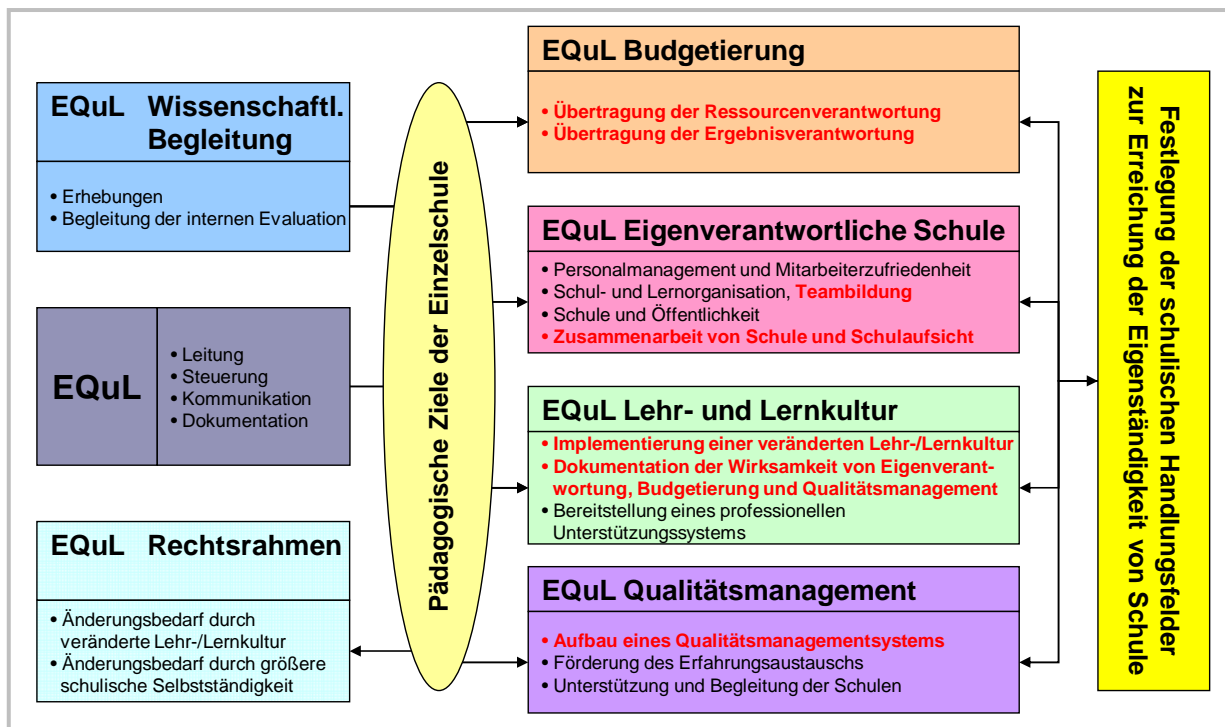 EQuL Wissenschaftl.
Begleitung
• Erhebungen
• Begleitung der internen Evaluation
EQuL
• Leitung
• Steuerung
• Kommunikation
• Dokumentation
EQuL Rechtsrahmen
• Änderungsbedarf durch
veränderte Lehr-/Lernkultur
• Änderungsbedarf durch größere
schulische Selbstständigkeit
Pädagogische Ziele der Einzelschule
EQuL Budgetierung
• Übertragung der Ressourcenverantwortung
• Übertragung der Ergebnisverantwortung
EQuL Eigenverantwortliche Schule
• Personalmanagement und Mitarbeiterzufriedenheit
• Schul- und Lernorganisation, Teambildung
• Schule und Öffentlichkeit
• Zusammenarbeit von Schule und Schulaufsicht
EQuL Lehr- und Lernkultur
• Implementierung einer veränderten Lehr-/Lernkultur
• Dokumentation der Wirksamkeit von Eigenverant-
wortung, Budgetierung und Qualitätsmanagement
• Bereitstellung eines professionellen
Unterstützungssystems
EQuL Qualitätsmanagement
• Aufbau eines Qualitätsmanagementsystems
• Förderung des Erfahrungsaustauschs
• Unterstützung und Begleitung der Schulen
Festlegung der schulischen Handlungsfelder
zur Erreichung der Eigenständigkeit von Schule